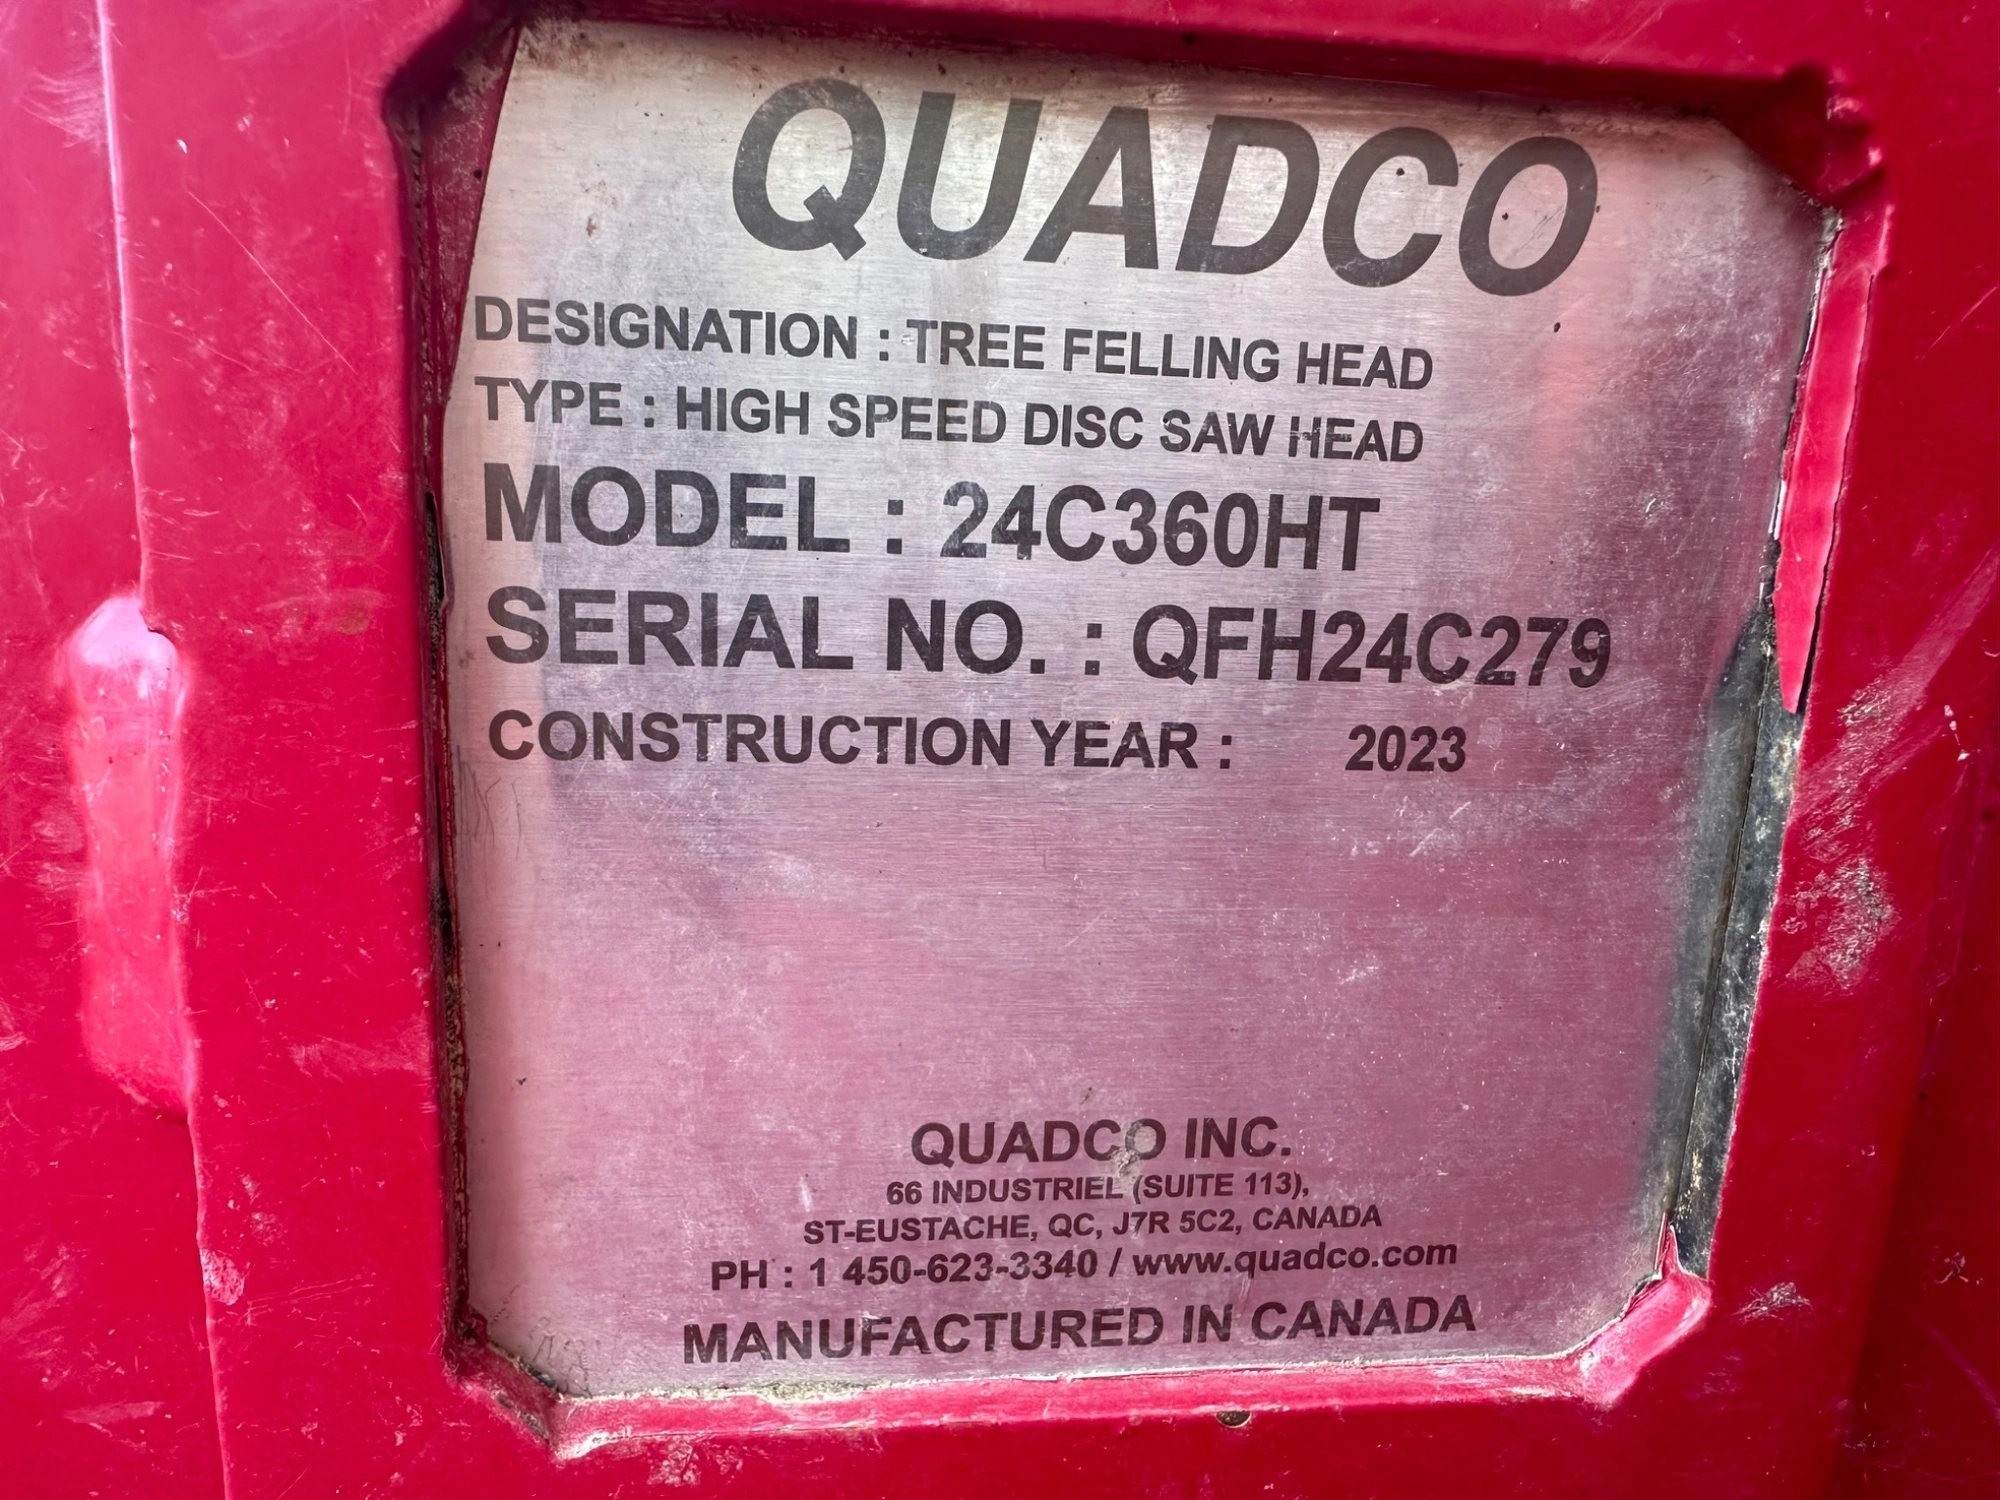 QUADCO
DESIGNATION : TREE FELLING HEAD
TYPE : HIGH SPEED DISC SAW HEAD
MODEL : 24C360HT
SERIAL NO. : QFH24C279
CONSTRUCTION YEAR : 2023
QUADCO INC.
66 INDUSTRIEL (SUITE 113),
ST-EUSTACHE, QC, J7R 5C2, CANADA
PH : 1 450-623-3340 / www.quadco.com
MANUFACTURED IN CANADA